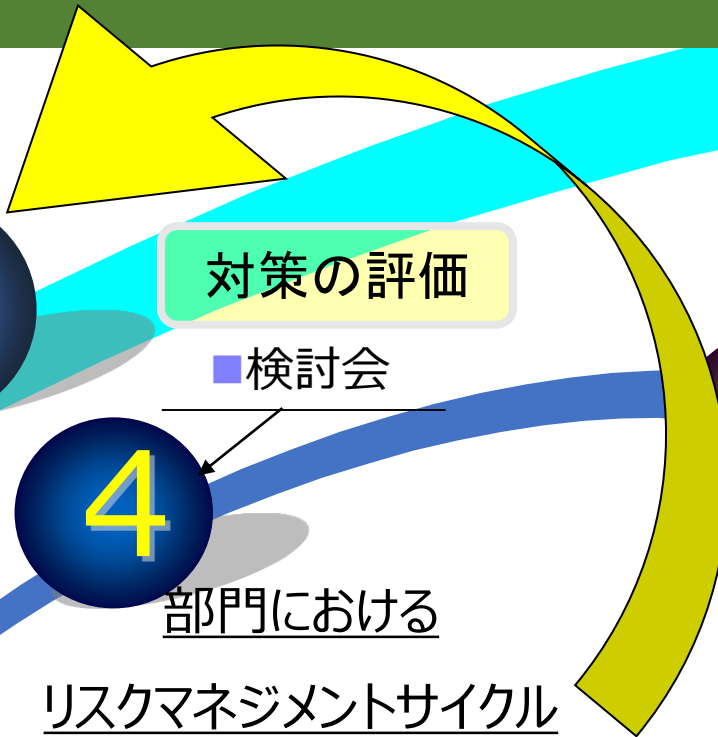 対策の評価
■検討会
4
部門における
リスクマネジメントサイクル